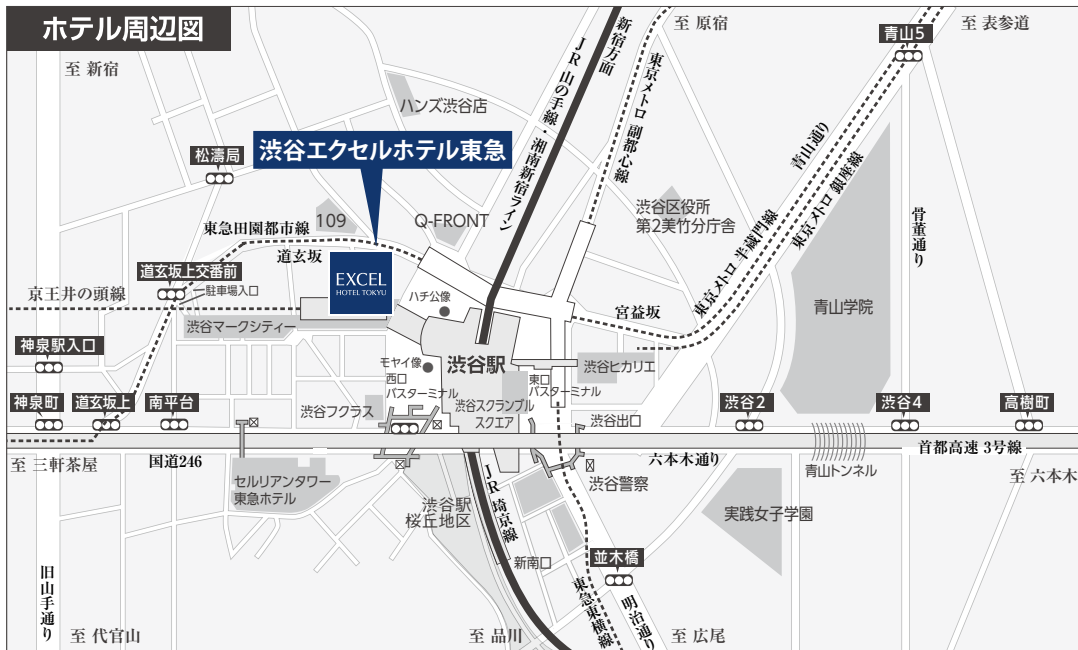 ホテル周辺図
至 新宿
至 原宿
至 表参道
青山5
新宿方面
JR 山の手線・湘南新宿ライン
東京メトロ 副都心線
ハンズ渋谷店
渋谷エクセルホテル東急
松濤局
青山通り
東京メトロ 銀座線
東京メトロ 半蔵門線
骨董通り
109
Q-FRONT
渋谷区役所
第2美竹分庁舎
東急田園都市線
道玄坂
道玄坂上交番前
駐車場入口
EXCEL
HOTEL TOKYU
ハチ公像
京王井の頭線
宮益坂
青山学院
渋谷マークシティー
神泉駅入口
モヤイ像
渋谷駅
渋谷ヒカリエ
西口
バスターミナル
東口
バスターミナル
神泉町
道玄坂上
南平台
渋谷フクラス
渋谷スクランブル
スクエア
渋谷出口
渋谷2
渋谷4
高樹町
首都高速 3号線
至 三軒茶屋
国道246
六本木通り
青山トンネル
至 六本木
セルリアンタワー
東急ホテル
渋谷警察
渋谷駅
桜丘地区
JR 埼京線
実践女子学園
新南口
並木橋
旧山手通り
東急東横線
明治通り
至 代官山
至 品川
至 広尾